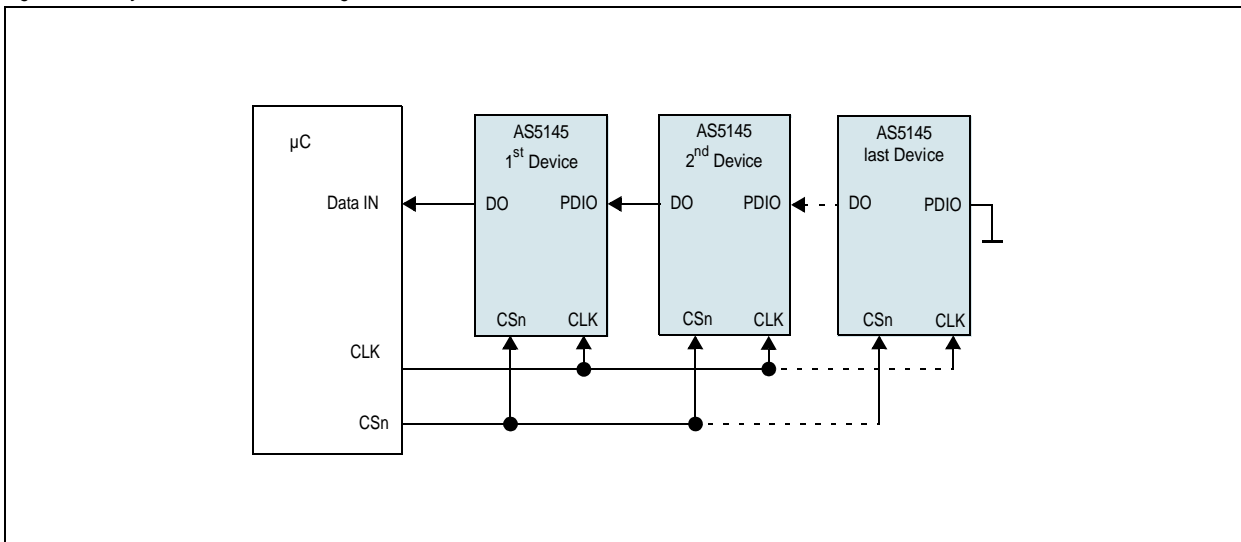 µC
AS5145
1st Device
AS5145
2nd Device
AS5145
last Device
Data IN
DO
PDIO
DO
PDIO
DO
PDIO
CSn
CLK
CSn
CLK
CSn
CLK
CLK
CSn